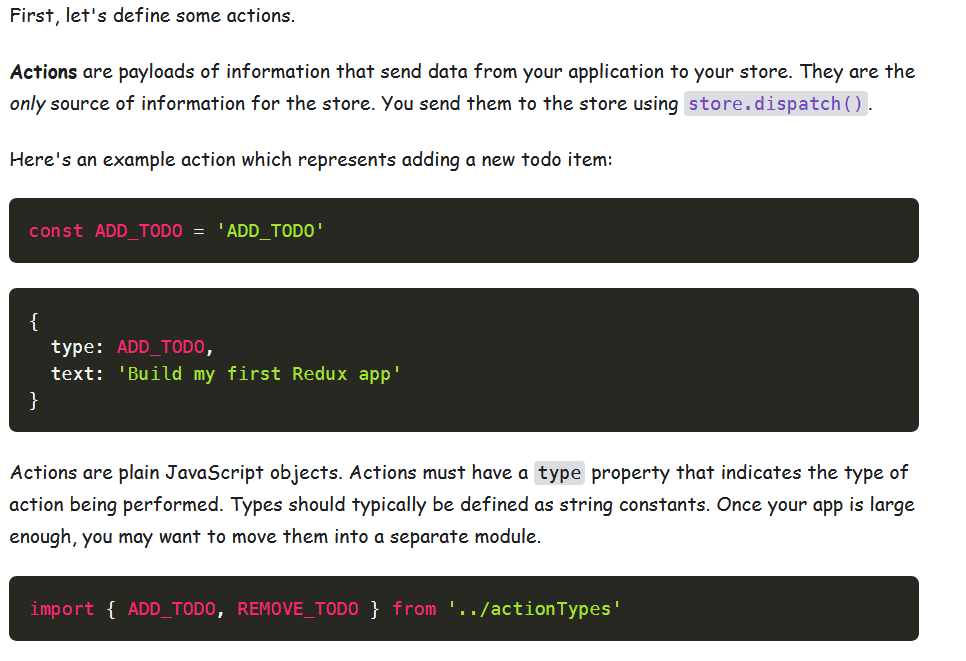 First, let's define some actions.
Actions are payloads of information that send data from your application to your store. They are the
only source of information for the store. You send them to the store using store.dispatch().
Here's an example action which represents adding a new todo item:
const ADD_TODO = 'ADD_TODO'
{
  type: ADD_TODO,
  text: 'Build my first Redux app'
}
Actions are plain JavaScript objects. Actions must have a type property that indicates the type of
action being performed. Types should typically be defined as string constants. Once your app is large
enough, you may want to move them into a separate module.
import { ADD_TODO, REMOVE_TODO } from '../actionTypes'